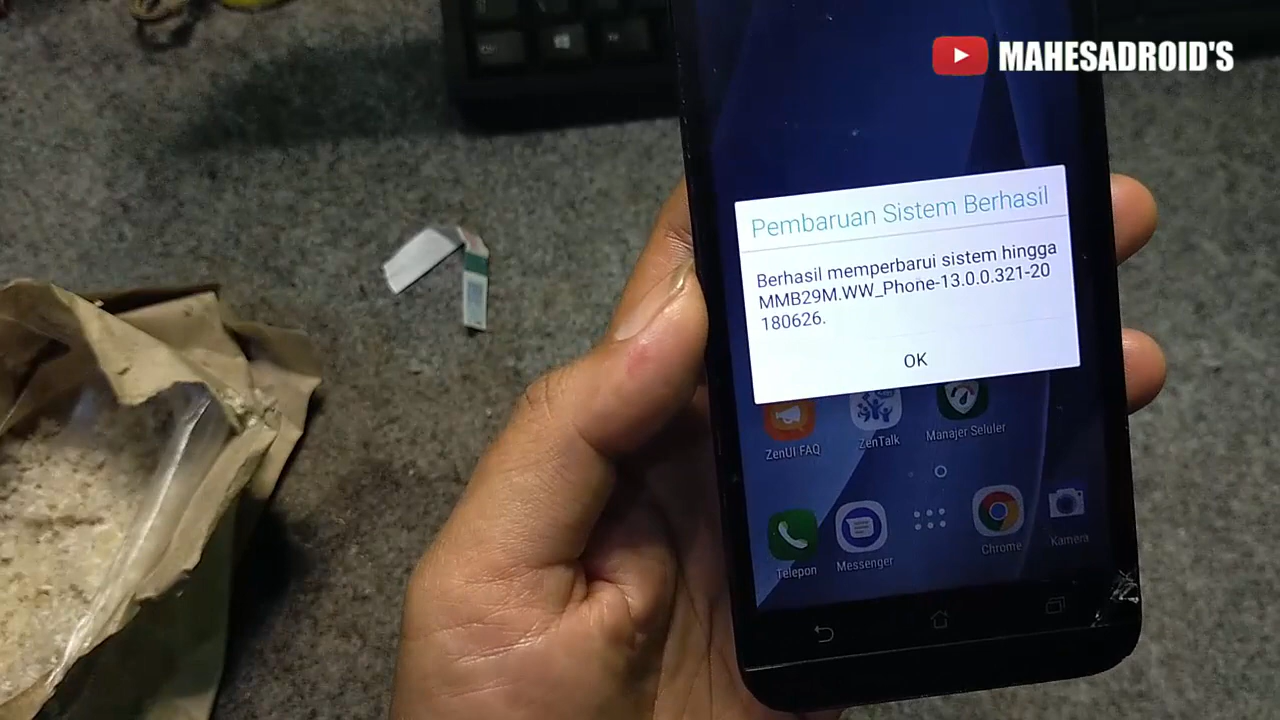 MAHESADROID'S
Pembaruan Sistem Berhasil
Berhasil memperbarui sistem hingga
MMB29M.WW_Phone-13.0.0.321-20
180626.
OK
ZenUI FAQ
ZenTalk
Manajer Seluler
Telepon
Messenger
Chrome
Kamera